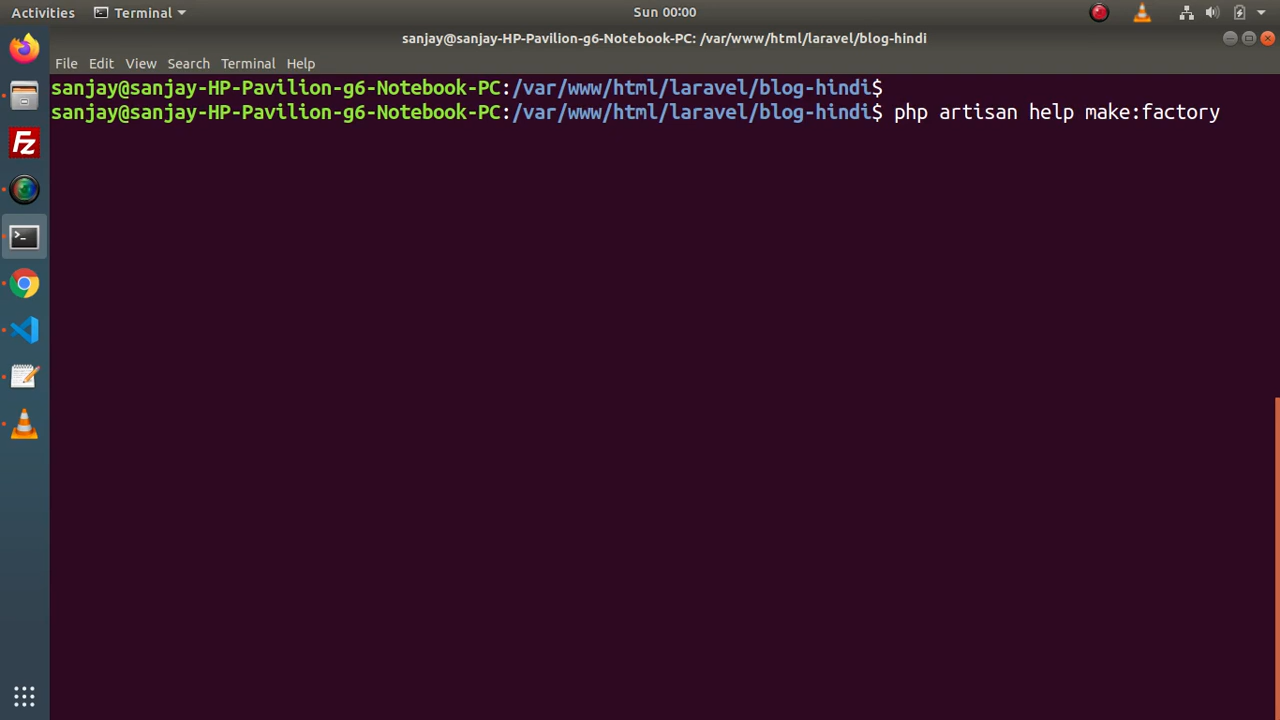 Activities Terminal Sun 00:00
sanjay@sanjay-HP-Pavilion-g6-Notebook-PC: /var/www/html/laravel/blog-hindi
File Edit View Search Terminal Help
sanjay@sanjay-HP-Pavilion-g6-Notebook-PC:/var/www/html/laravel/blog-hindi$
sanjay@sanjay-HP-Pavilion-g6-Notebook-PC:/var/www/html/laravel/blog-hindi$ php artisan help make:factory
Fz
>_